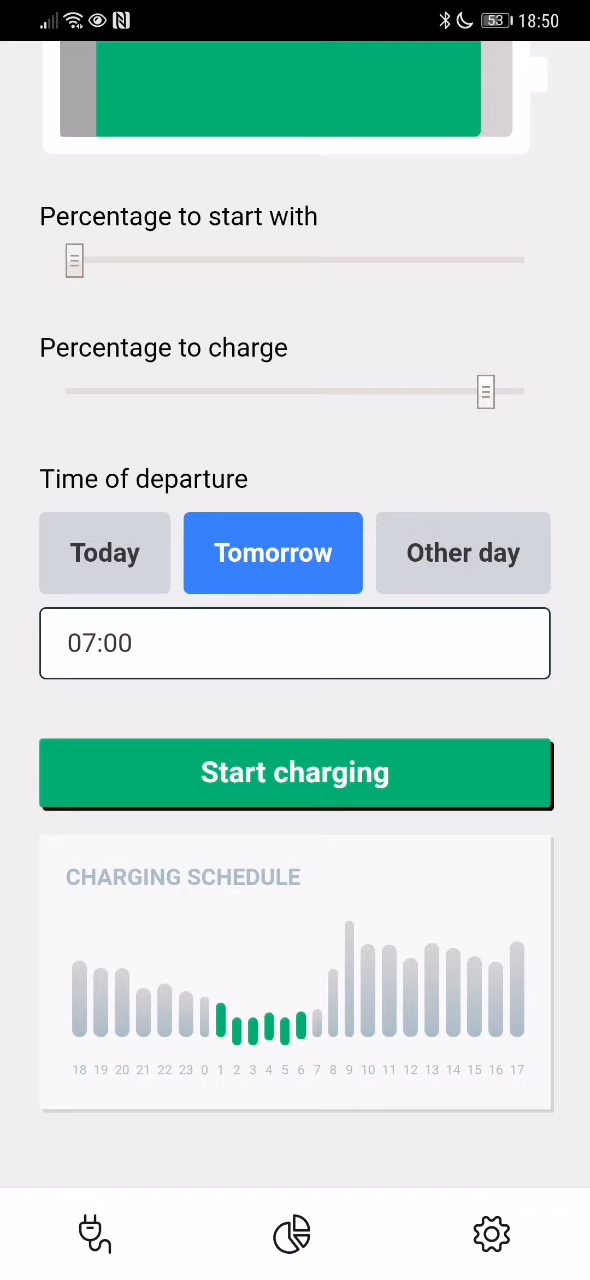 53 18:50
Percentage to start with
Percentage to charge
Time of departure
Today Tomorrow Other day
07:00
Start charging
CHARGING SCHEDULE
18 19 20 21 22 23 0 1 2 3 4 5 6 7 8 9 10 11 12 13 14 15 16 17